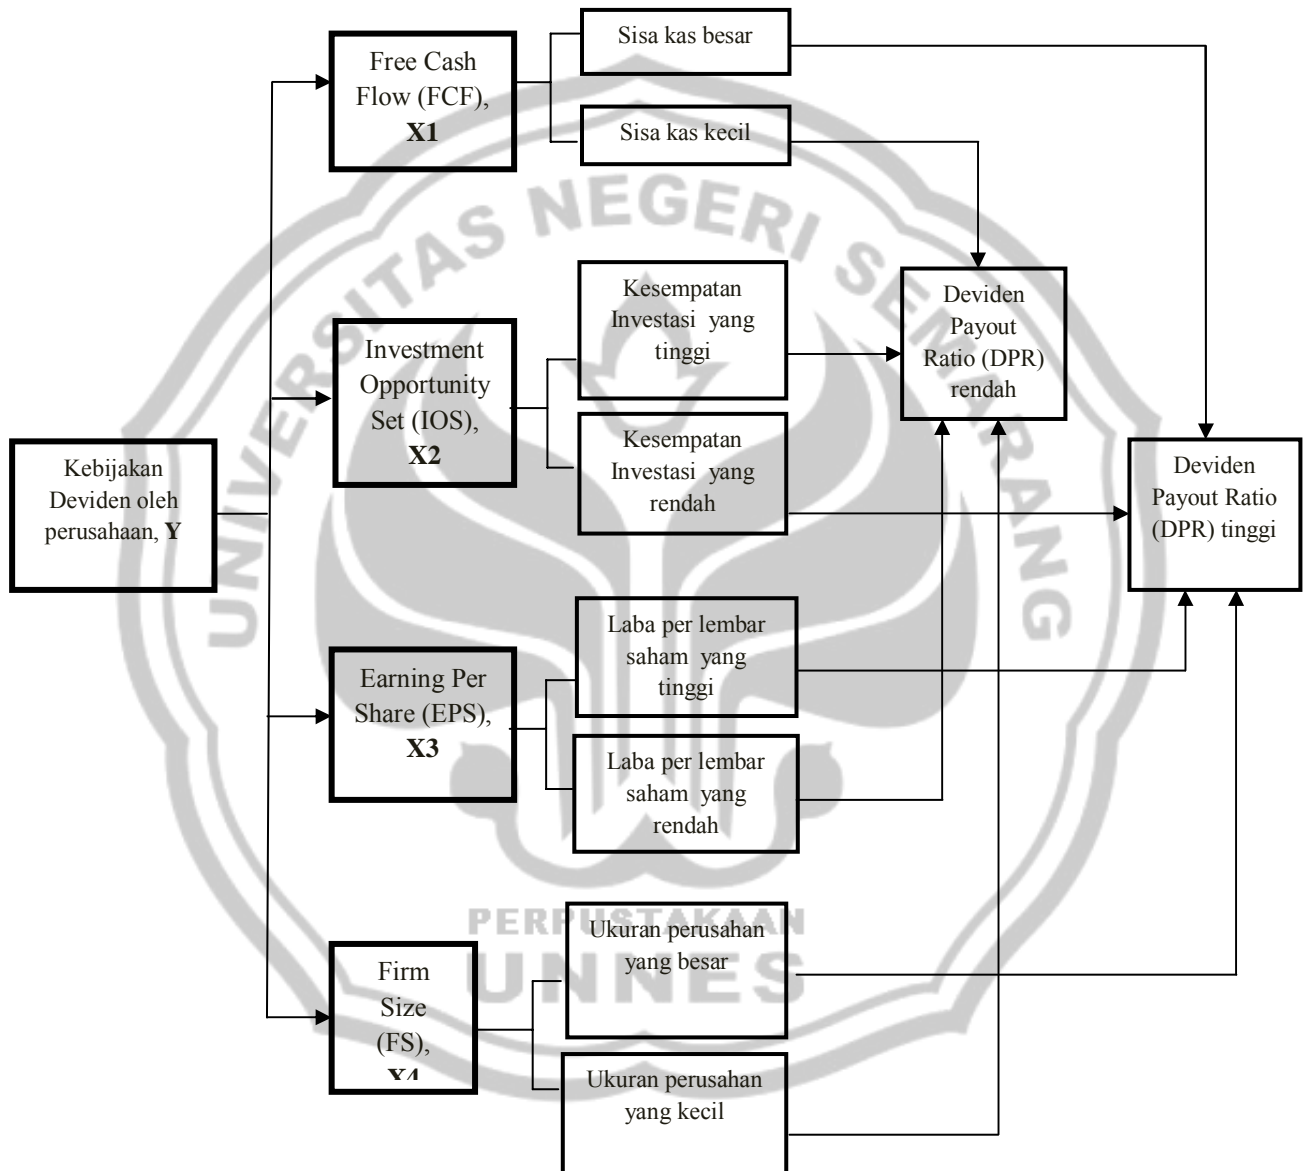 Free Cash
Flow (FCF),
X1
Sisa kas besar
Sisa kas kecil
UNIVERSITAS NEGERI SEMARANG
Investment
Opportunity
Set (IOS),
X2
Kesempatan
Investasi yang
tinggi
Kesempatan
Investasi yang
rendah
Deviden
Payout
Ratio (DPR)
rendah
Kebijakan
Deviden oleh
perusahaan, Y
Deviden
Payout Ratio
(DPR) tinggi
Earning Per
Share (EPS),
X3
Laba per lembar
saham yang
tinggi
Laba per lembar
saham yang
rendah
PERPUSTAKAAN
UNNES
Firm
Size
(FS),
X4
Ukuran perusahan
yang besar
Ukuran perusahan
yang kecil